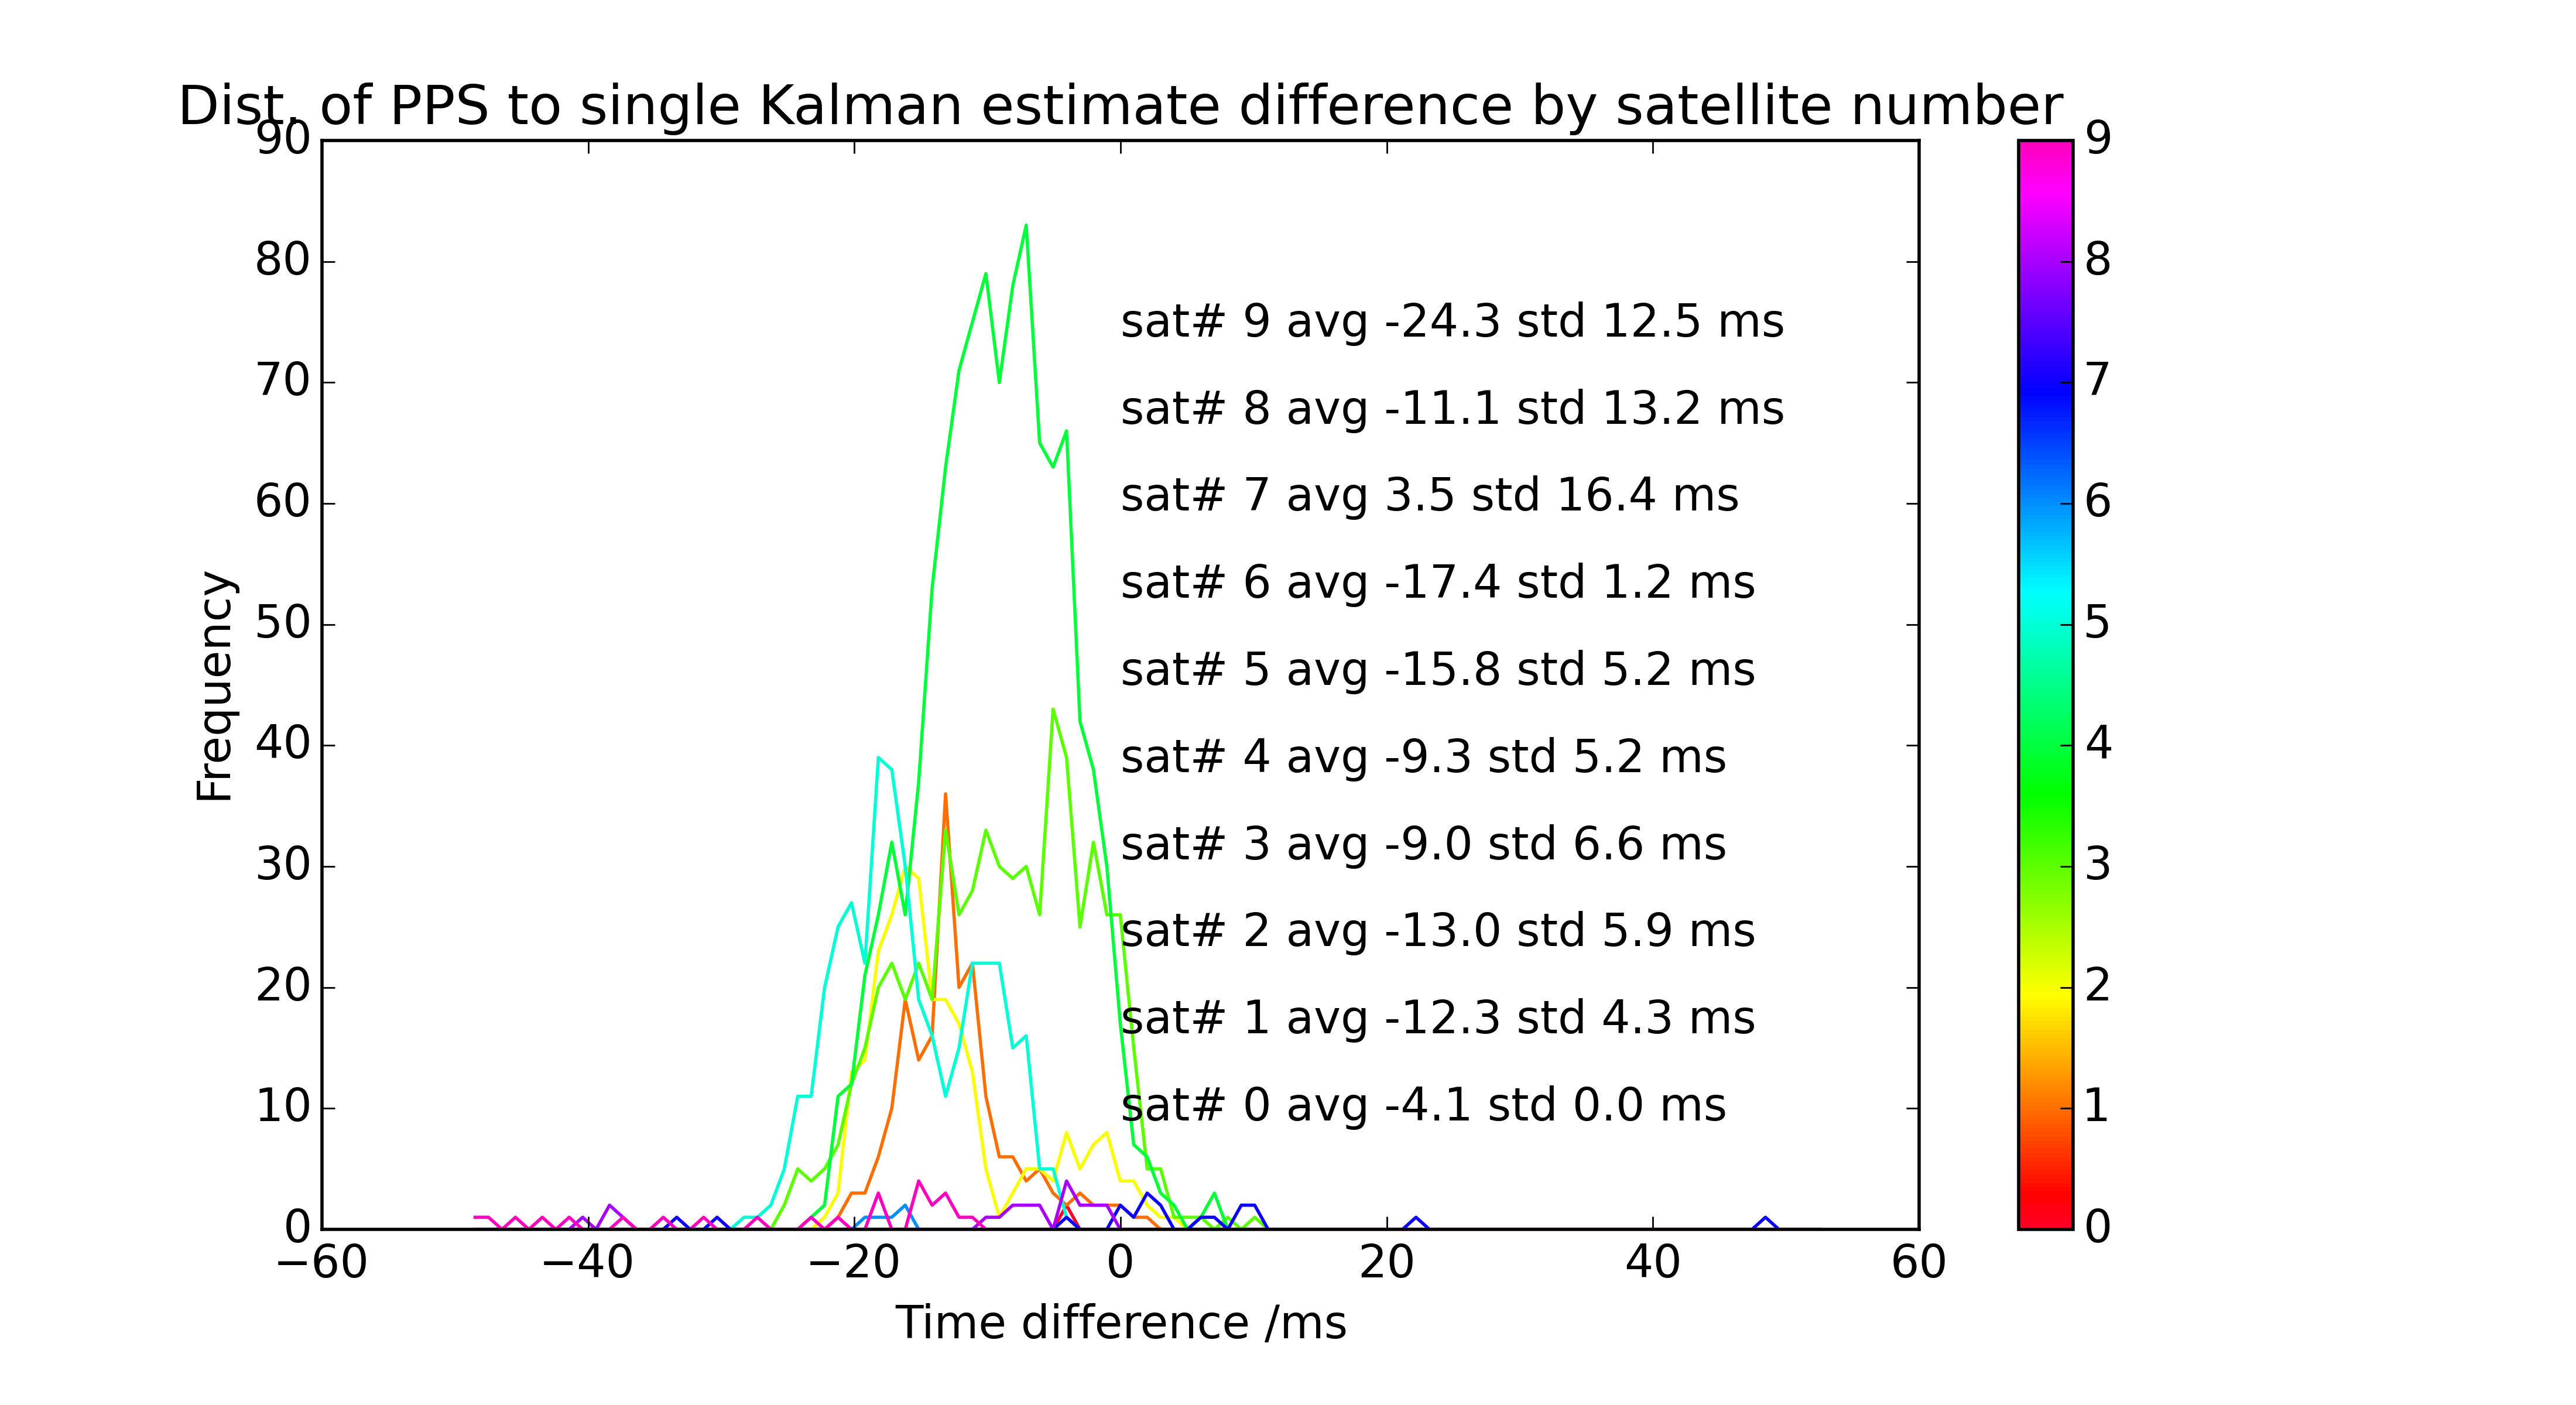 Dist. of PPS to single Kalman estimate difference by satellite number
90
80
70
60
50
40
30
20
10
0
Frequency
sat# 9 avg -24.3 std 12.5 ms
sat# 8 avg -11.1 std 13.2 ms
sat# 7 avg 3.5 std 16.4 ms
sat# 6 avg -17.4 std 1.2 ms
sat# 5 avg -15.8 std 5.2 ms
sat# 4 avg -9.3 std 5.2 ms
sat# 3 avg -9.0 std 6.6 ms
sat# 2 avg -13.0 std 5.9 ms
sat# 1 avg -12.3 std 4.3 ms
sat# 0 avg -4.1 std 0.0 ms
−60 −40 −20 0 20 40 60
Time difference /ms
9
8
7
6
5
4
3
2
1
0